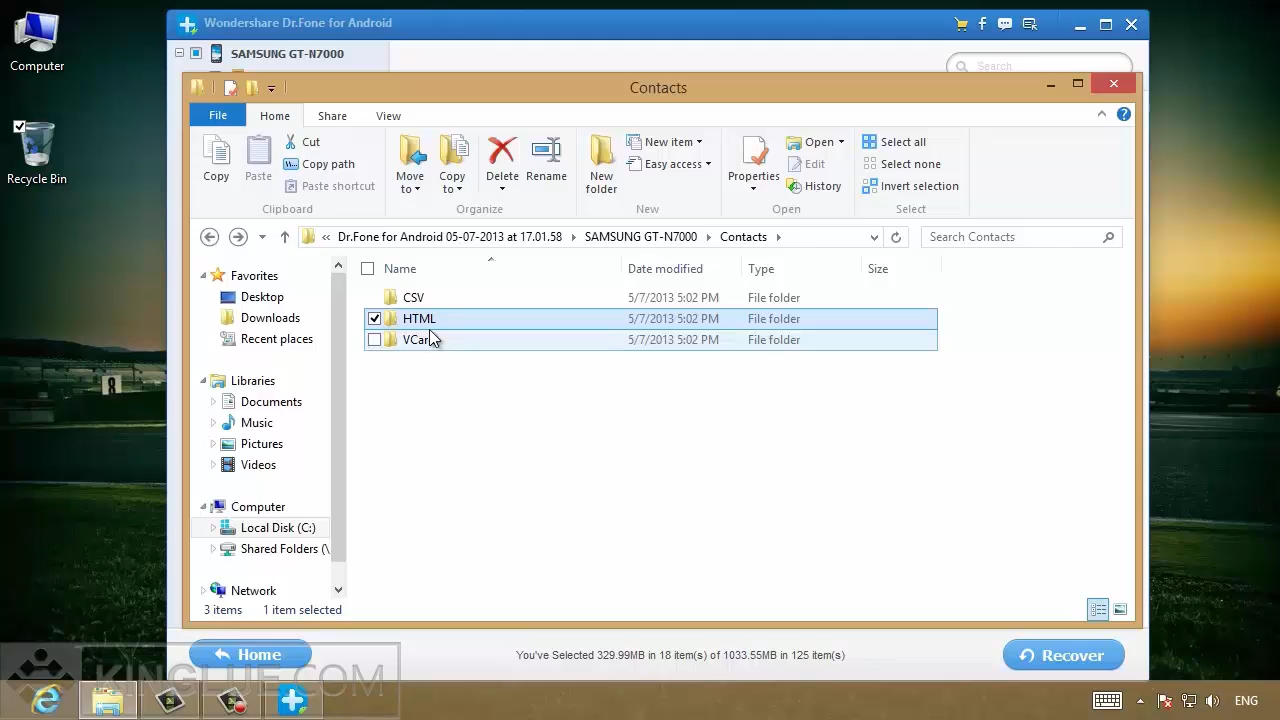 Wondershare Dr.Fone for Android
Computer
SAMSUNG GT-N7000
Search
Contacts
File
Home
Share
View
Copy
Paste
Cut
Copy path
Paste shortcut
Clipboard
Move to
Copy to
Delete
Rename
Organize
New folder
New item
Easy access
New
Properties
Open
Edit
History
Open
Select all
Select none
Invert selection
Select
Recycle Bin
« Dr.Fone for Android 05-07-2013 at 17.01.58 SAMSUNG GT-N7000 Contacts
Search Contacts
Name Date modified Type Size
CSV 5/7/2013 5:02 PM File folder
HTML 5/7/2013 5:02 PM File folder
5/7/2013 5:02 PM File folder
Favorites
Desktop
Downloads
Recent places
Libraries
Documents
Music
Pictures
Videos
Computer
Local Disk (C:)
Shared Folders (\
Network
3 items 1 item selected
8
Home
You've Selected 329.99MB in 18 item(s) of 1033.55MB in 125 item(s)
Recover
KINGLUE.COM
ENG